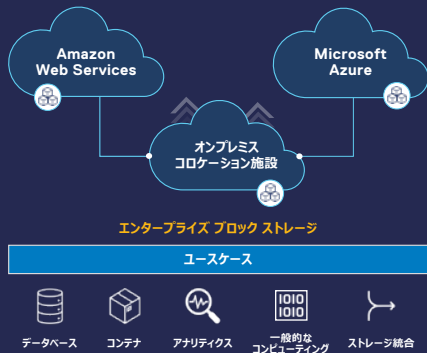 Amazon
Web Services
Microsoft
Azure
オンプレミス
コロケーション施設
エンタープライズ ブロック ストレージ
ユースケース
1010
1010
データベース
コンテナ
アナリティクス
一般的な
コンピューティング
ストレージ統合